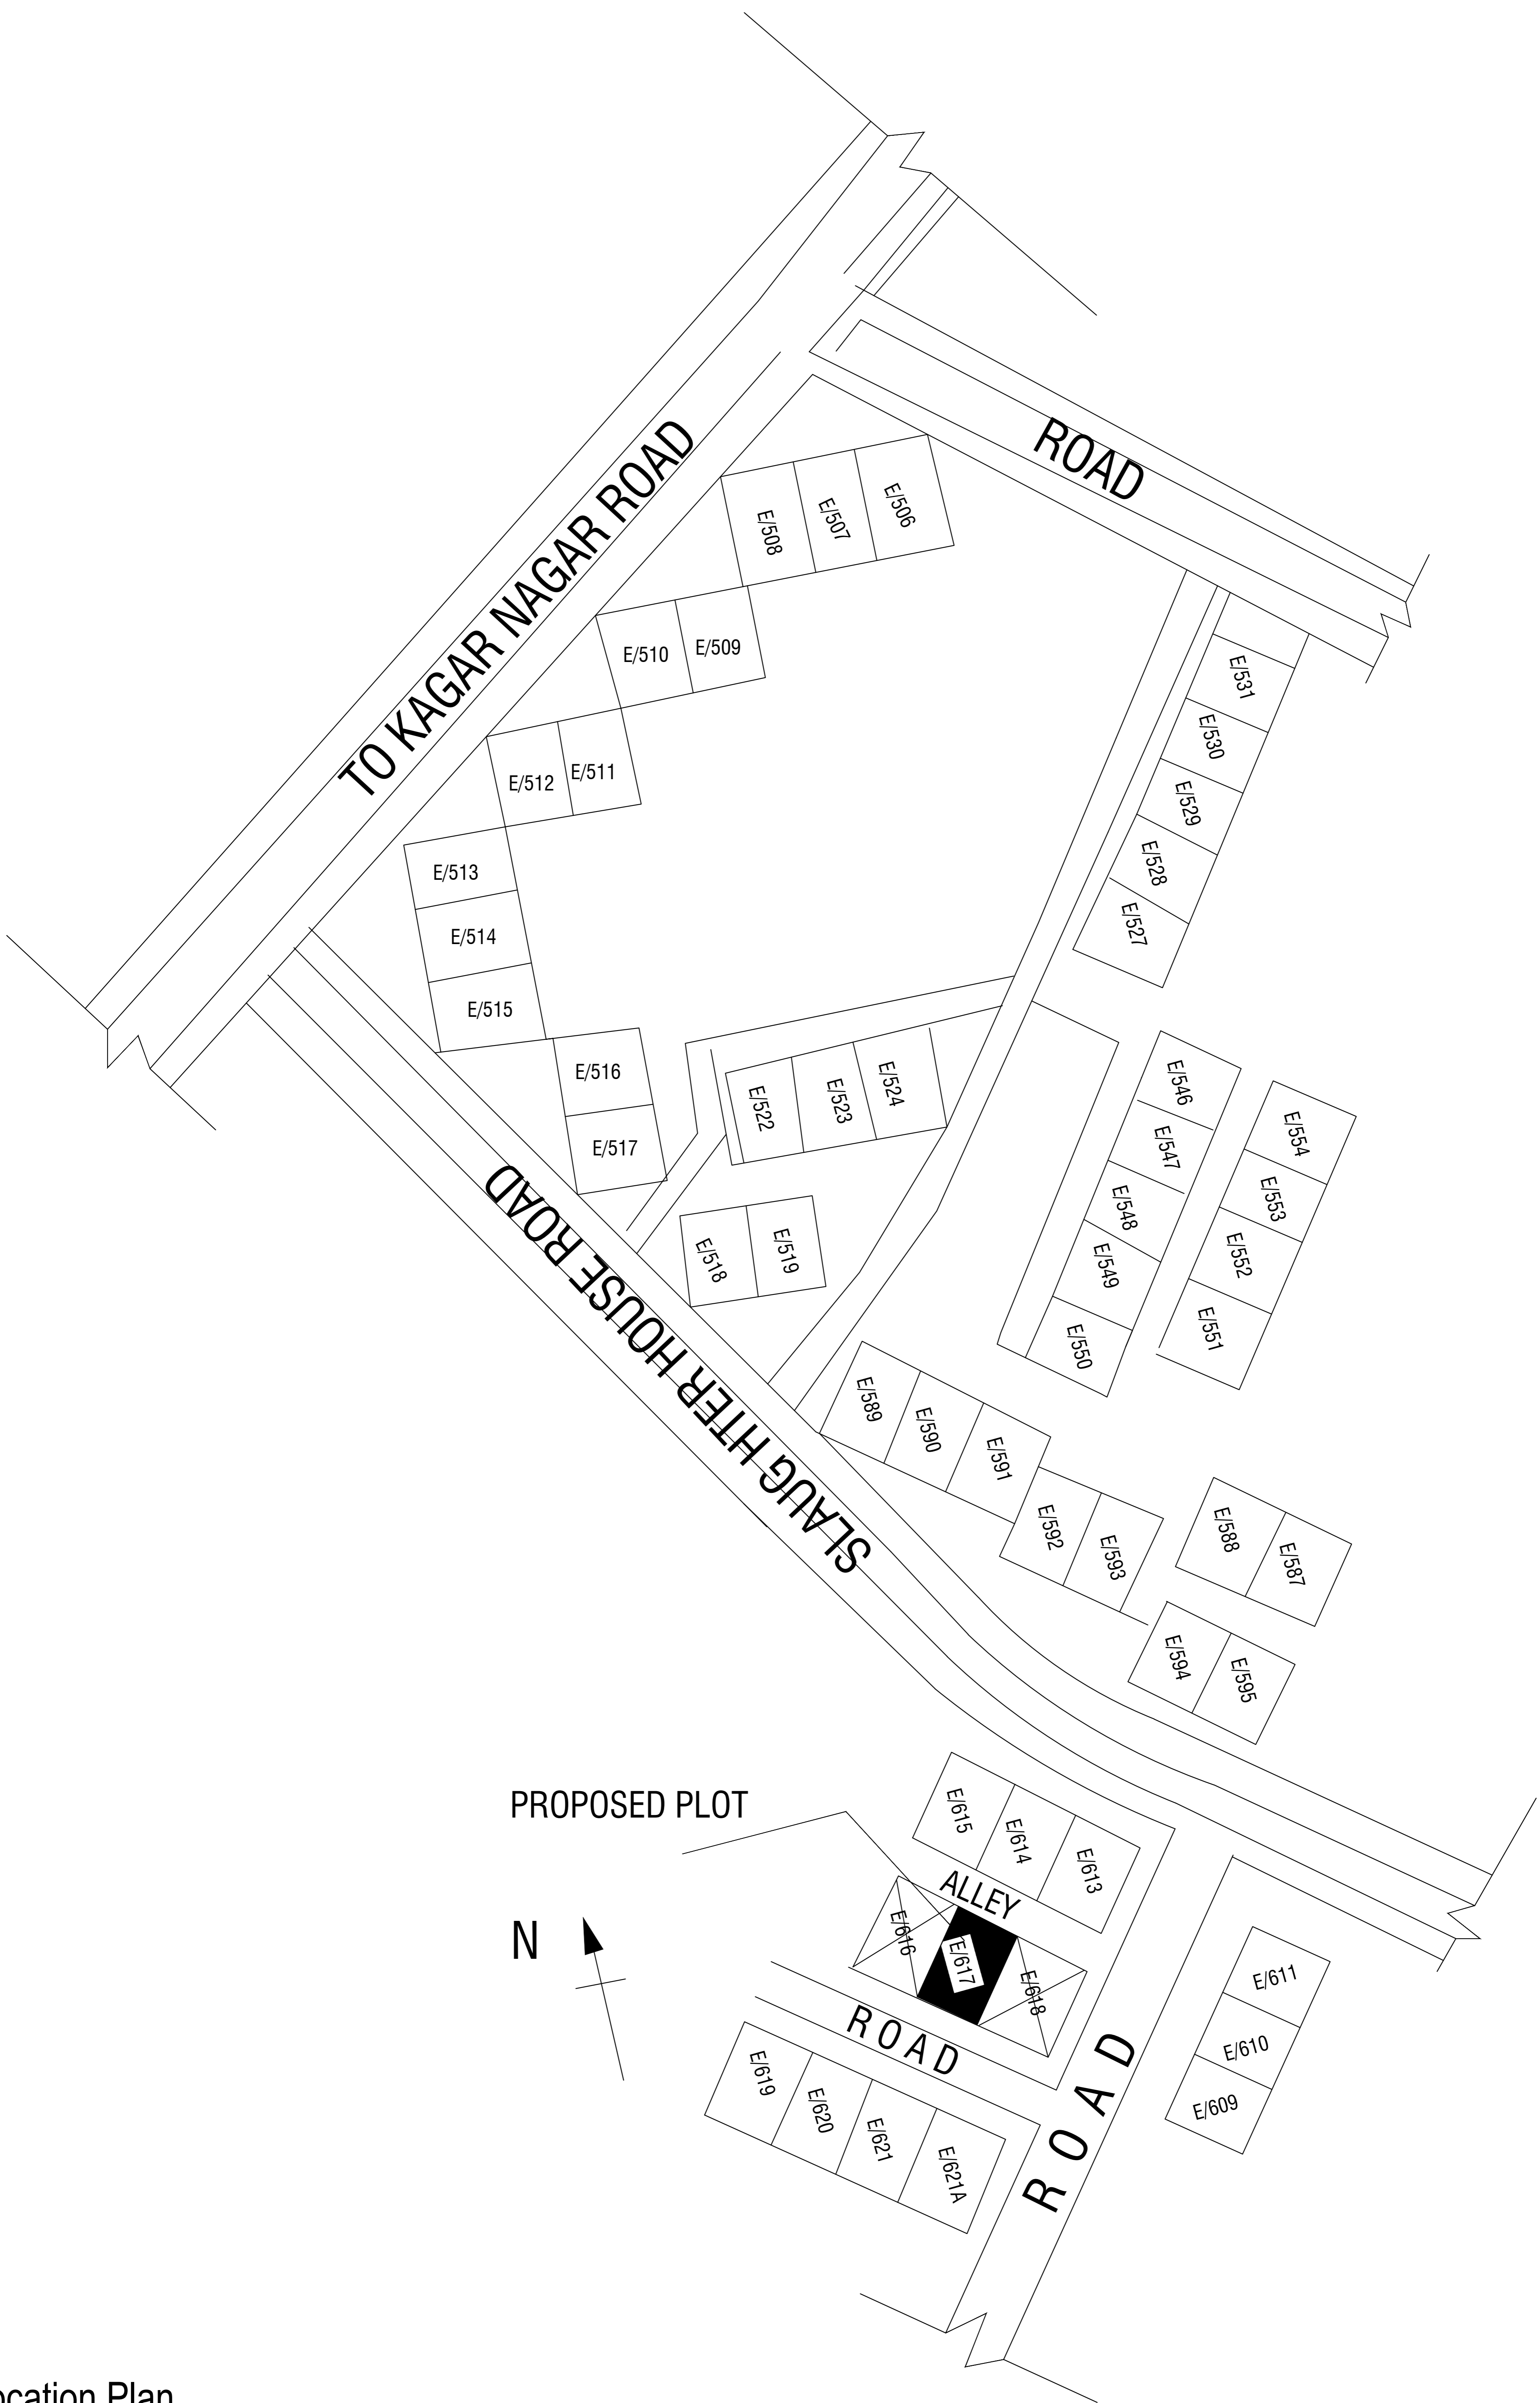 ROAD
TO KAGAR NAGAR ROAD
E/506
E/507
E/508
E/509
E/510
E/511
E/512
E/513
E/514
E/515
E/516
E/517
E/531
E/530
E/529
E/528
E/527
E/522
E/523
E/524
E/518
E/519
E/546
E/547
E/548
E/549
E/550
E/554
E/553
E/552
E/551
SLAUG HTER HOUSE ROAD
E/589
E/590
E/591
E/592
E/593
E/588
E/587
E/594
E/595
PROPOSED PLOT
E/615
E/614
E/613
ALLEY
E/616
E/617
E/618
N
ROAD
E/611
E/610
E/609
E/619
E/620
E/621
E/621A
ROAD
ocation Plan